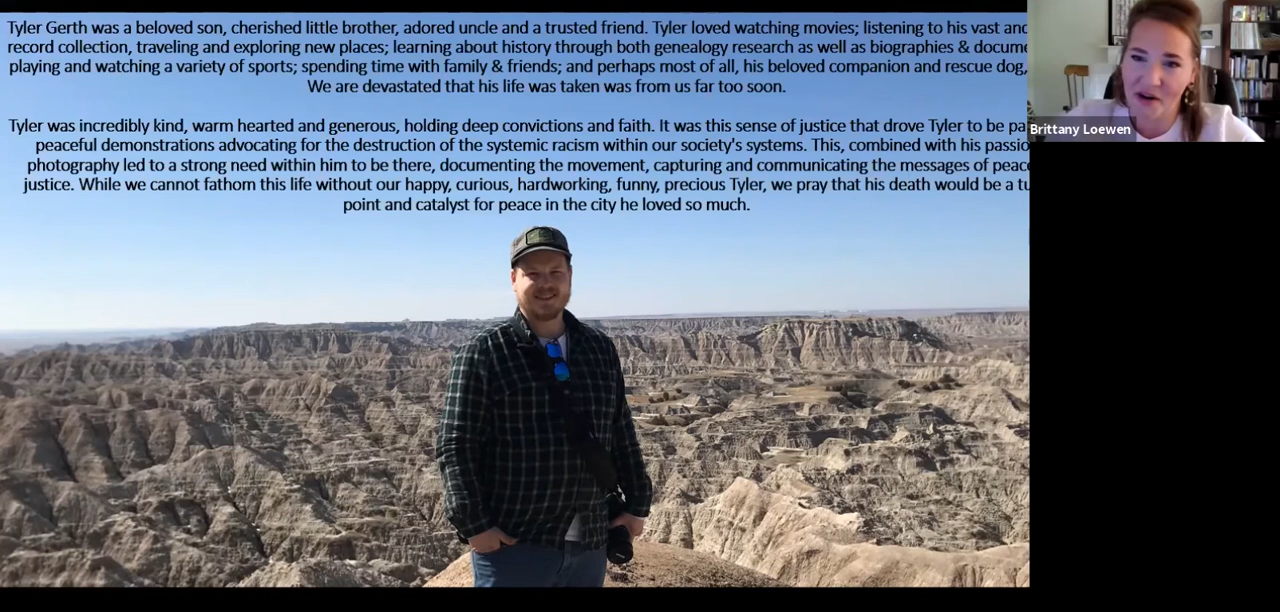 Tyler Gerth was a beloved son, cherished little brother, adored uncle and a trusted friend. Tyler loved watching movies; listening to his vast and
record collection, traveling and exploring new places; learning about history through both genealogy research as well as biographies & docume
playing and watching a variety of sports; spending time with family & friends; and perhaps most of all, his beloved companion and rescue dog,
We are devastated that his life was taken was from us far too soon.
Tyler was incredibly kind, warm hearted and generous, holding deep convictions and faith. It was this sense of justice that drove Tyler to be pa
peaceful demonstrations advocating for the destruction of the systemic racism within our society's systems. This, combined with his passio
photography led to a strong need within him to be there, documenting the movement, capturing and communicating the messages of peace
justice. While we cannot fathom this life without our happy, curious, hardworking, funny, precious Tyler, we pray that his death would be a tu
point and catalyst for peace in the city he loved so much.
Brittany Loewen